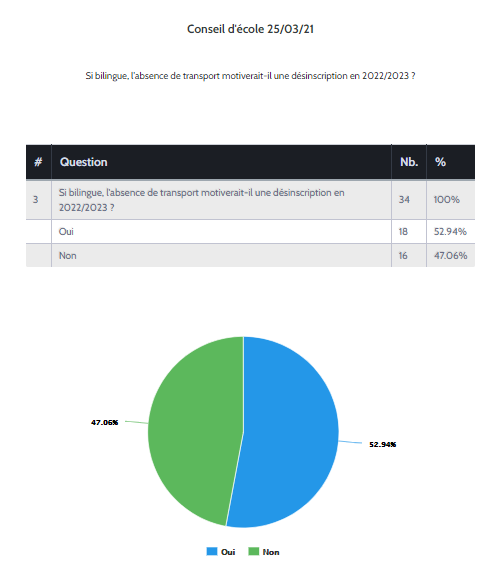 Conseil d'école 25/03/21
Si bilingue, l'absence de transport motiverait-il une désinscription en 2022/2023 ?
# Question Nb. %
3 Si bilingue, l'absence de transport motiverait-il une désinscription en 34 100%
2022/2023 ?
Oui 18 52.94%
Non 16 47.06%
47.06%
52.94%
Oui Non